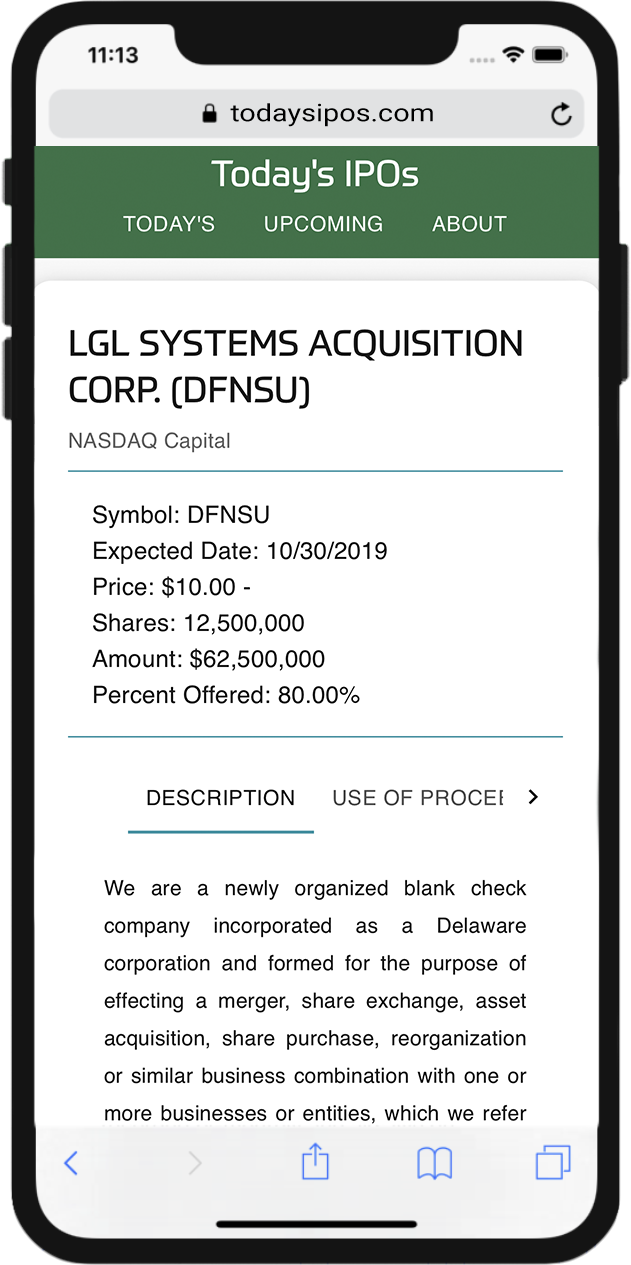 11:13
todaysipos.com
Today's IPOs
TODAY'S UPCOMING ABOUT
LGL SYSTEMS ACQUISITION
CORP. (DFNSU)
NASDAQ Capital
Symbol: DFNSU
Expected Date: 10/30/2019
Price: $10.00 -
Shares: 12,500,000
Amount: $62,500,000
Percent Offered: 80.00%
DESCRIPTION USE OF PROCEE
We are a newly organized blank check
company incorporated as a Delaware
corporation and formed for the purpose of
effecting a merger, share exchange, asset
acquisition, share purchase, reorganization
or similar business combination with one or
more businesses or entities, which we refer